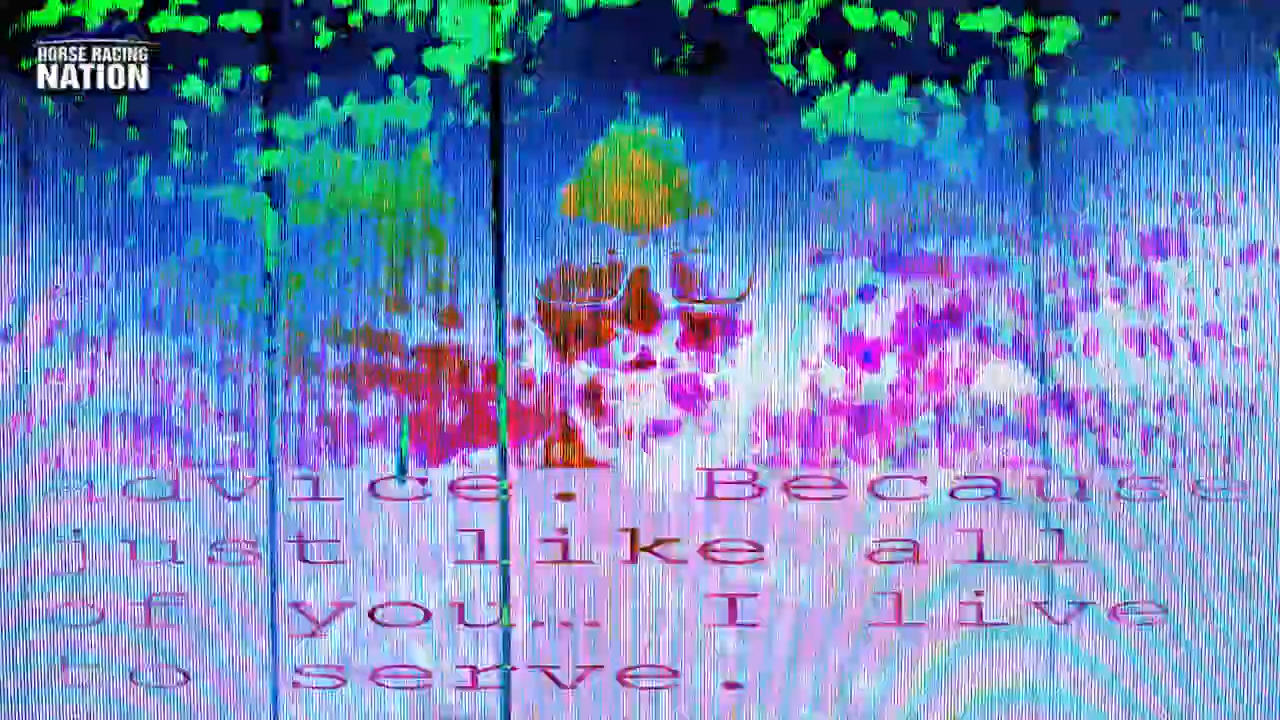 HORSE RACING
NATION
advice. Because
just like all
of you... I live
to serve.